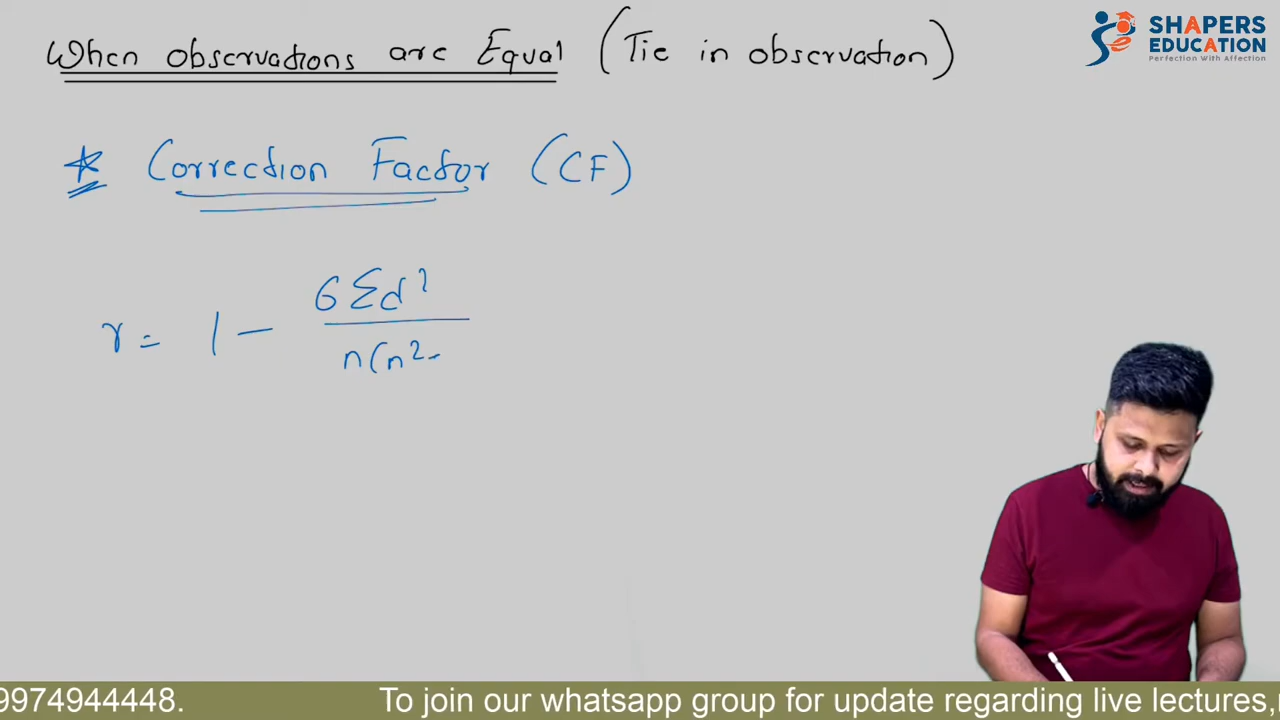 When observations are Equal (Tie in observation)
SHAPERS
EDUCATION
Perfection With Affection
* Correction Factor (CF)
r = 1 - 6Σd²
n(n²-
9974944448. To join our whatsapp group for update regarding live lectures,